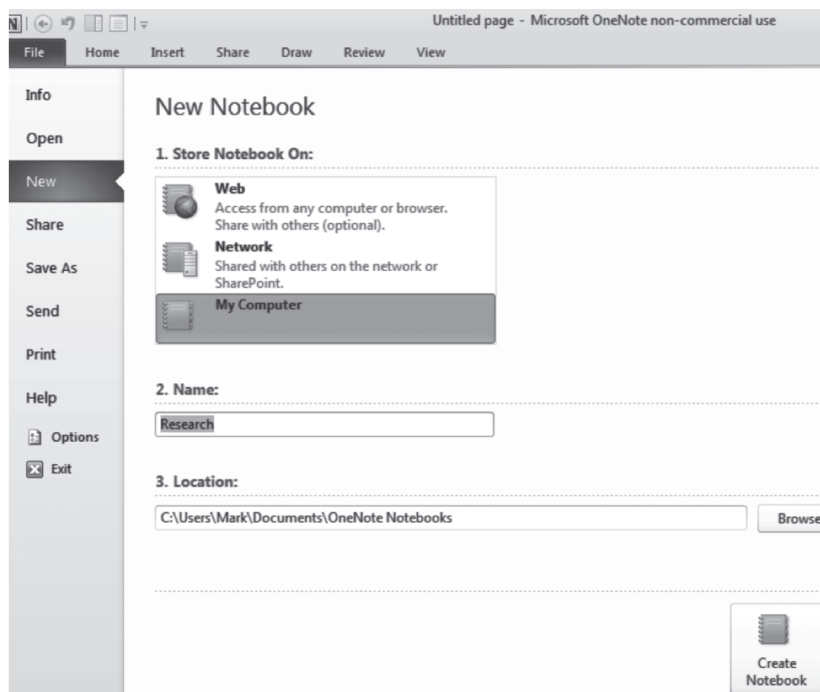 N
Untitled page - Microsoft OneNote non-commercial use
File Home Insert Share Draw Review View
Info
Open
New
Share
Save As
Send
Print
Help
Options
Exit
New Notebook
1. Store Notebook On:
Web
Access from any computer or browser.
Share with others (optional).
Network
Shared with others on the network or
SharePoint.
My Computer
2. Name:
Research
3. Location:
C:\Users\Mark\Documents\OneNote Notebooks
Browse
Create
Notebook